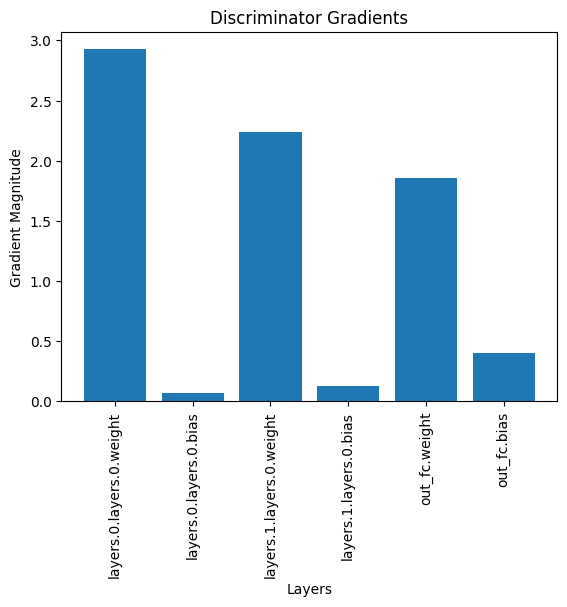 Discriminator Gradients
Gradient Magnitude
3.0
2.5
2.0
1.5
1.0
0.5
0.0
layers.0.layers.0.weight
layers.0.layers.0.bias
layers.1.layers.0.weight
layers.1.layers.0.bias
out_fc.weight
out_fc.bias
Layers